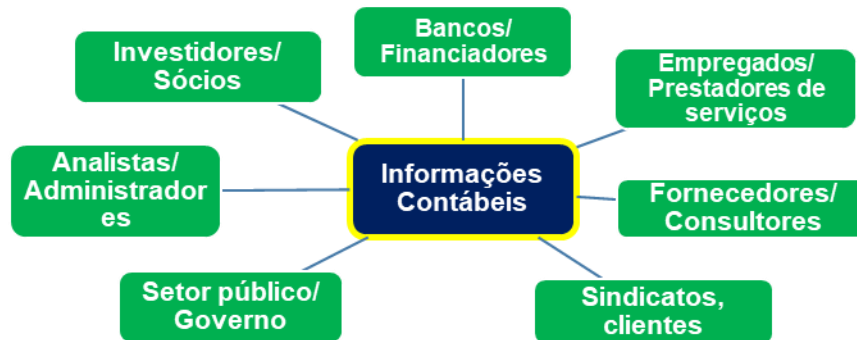 Bancos/
Financiadores
Investidores/
Sócios
Empregados/
Prestadores de
serviços
Informações
Contábeis
Analistas/
Administrador
es
Fornecedores/
Consultores
Setor público/
Governo
Sindicatos,
clientes